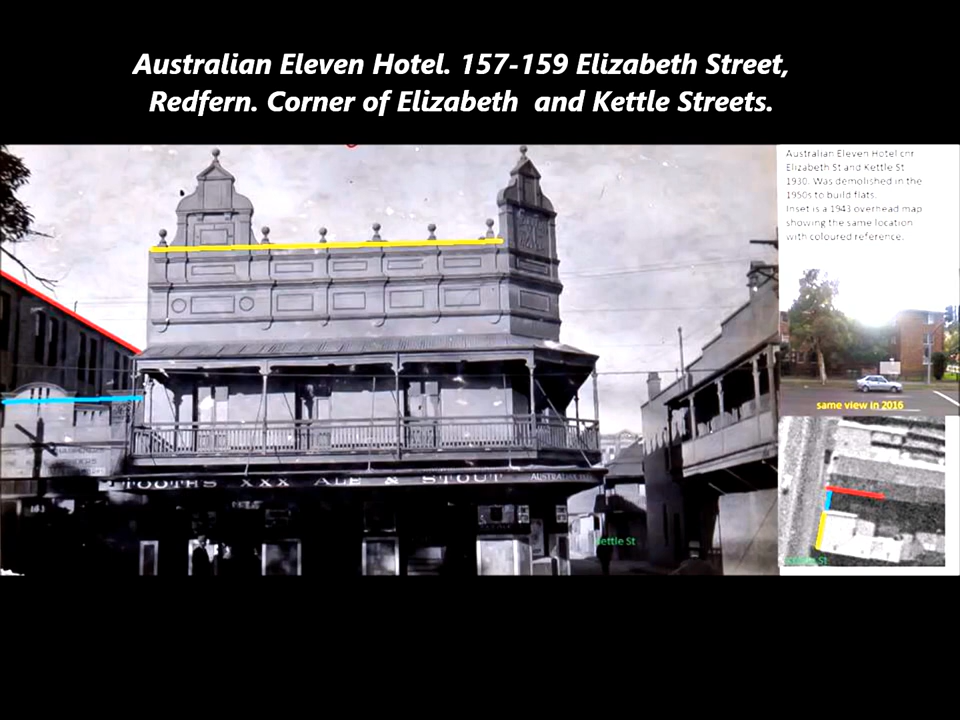 Australian Eleven Hotel. 157-159 Elizabeth Street,
Redfern. Corner of Elizabeth and Kettle Streets.
Australian Eleven Hotel cnr
Elizabeth St and Kettle St
1930. Was demolished in the
1950s to build flats.
Inset is a 1943 overhead map
showing the same location
with coloured reference.
same view in 2016
TOOTHS XXX ALE & STOUT
Kettle St
St